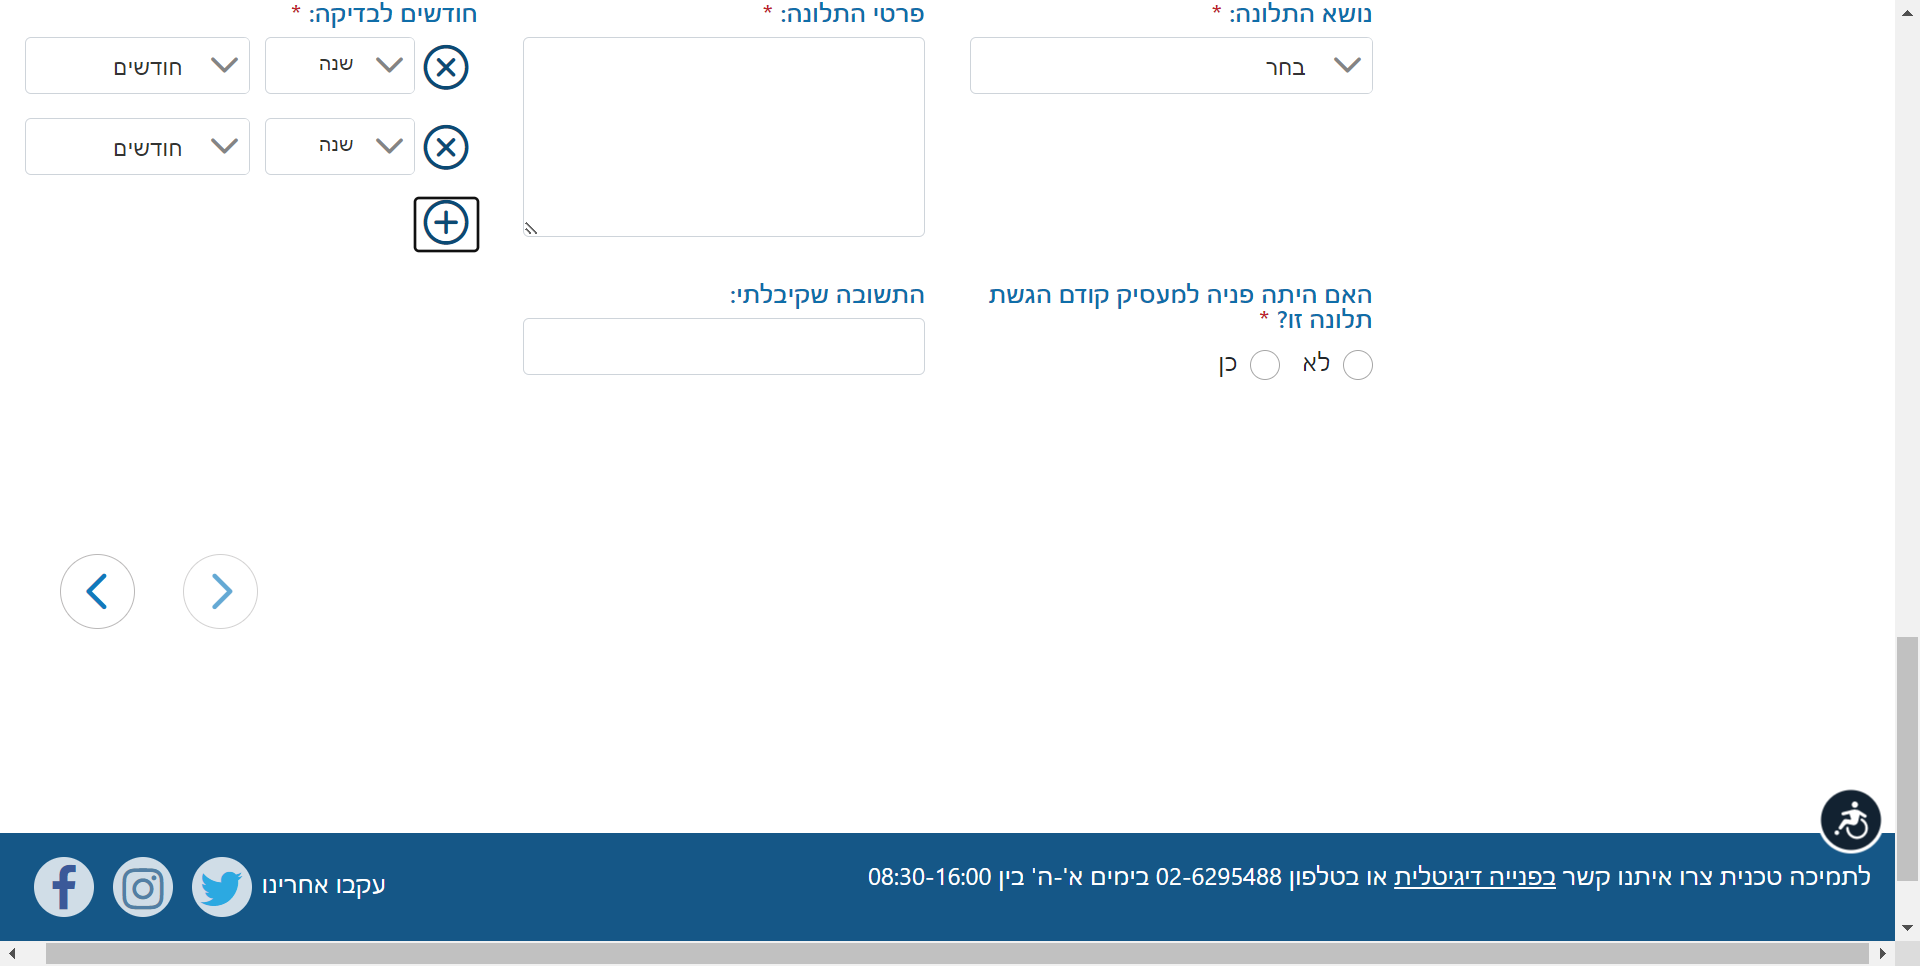 נושא התלונה: *
בחר
פרטי התלונה: *
חודשים לבדיקה: *
שנה
חודשים
שנה
חודשים
האם היתה פניה למעסיק קודם הגשת
תלונה זו? *
לא
כן
התשובה שקיבלתי:
לתמיכה טכנית צרו איתנו קשר בפנייה דיגיטלית או בטלפון 02-6295488 בימים א'-ה' בין 08:30-16:00
עקבו אחרינו